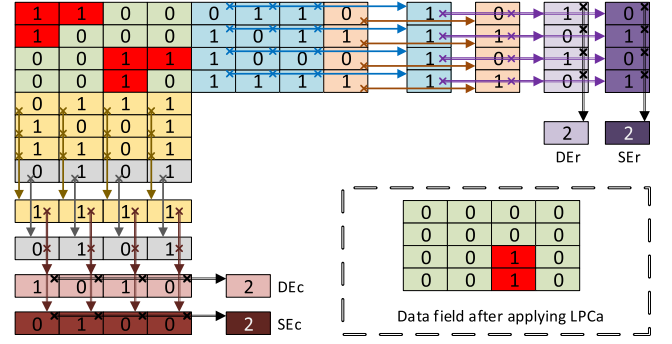 1 1 0 0 0 1 1 0 1 0 1 0
1 0 0 0 1 0 1 1 1 1 0 1
0 0 1 1 1 0 0 0 1 0 1 0
0 0 1 0 1 1 1 1 1 1 0 1
0 1 1 1
1 0 0 1
1 1 0 1
0 1 0 1
2 2
DEr SEr
1 1 1 1
0 1 0 1
1 0 1 0 2 DEc
0 1 0 0 2 SEc
0 0 0 0
0 0 0 0
0 0 1 0
0 0 1 0
Data field after applying LPCa